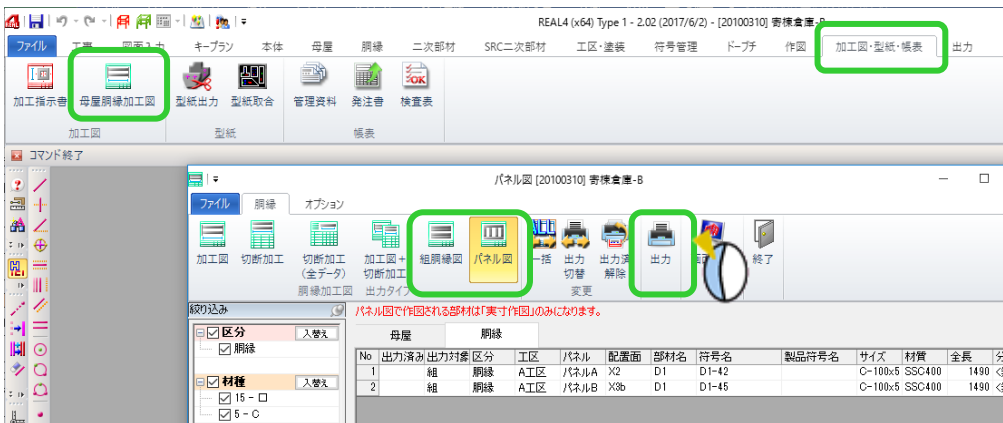 REAL4 (x64) Type 1 - 2.02 (2017/6/2) - [20100310] 寄棟倉庫-B
ファイル 工事 図面入力 キープラン 本体 母屋 胴縁 二次部材 SRC二次部材 工区・塗装 符号管理 ドープチ 作図 加工図・型紙・帳表 出力
加工指示書 母屋胴縁加工図 型紙出力 型紙取合 管理資料 発注書 検査表
加工図 型紙 帳表
コマンド終了
パネル図 [20100310] 寄棟倉庫-B
ファイル 胴縁 オプション
加工図 切断加工 切断加工 (全データ) 加工図+ 切断加工 組胴縁図 パネル図 一括 出力 切替 出力済 解除 出力 終了
胴縁加工図 出力タイプ 変更
絞り込み パネル図で作図される部材は「実寸作図」のみになります。
区分 入替え 母屋 胴縁
胴縁
No 出力済み 出力対象 区分 工区 パネル 配置面 部材名 符号名 製品符号名 サイズ 材質 全長
1 組 胴縁 A工区 パネルA X2 D1 D1-42 C-100x5 SSC400 1490
2 組 胴縁 A工区 パネルB X3b D1 D1-45 C-100x5 SSC400 1490
材種 入替え
15 - □
5 - C